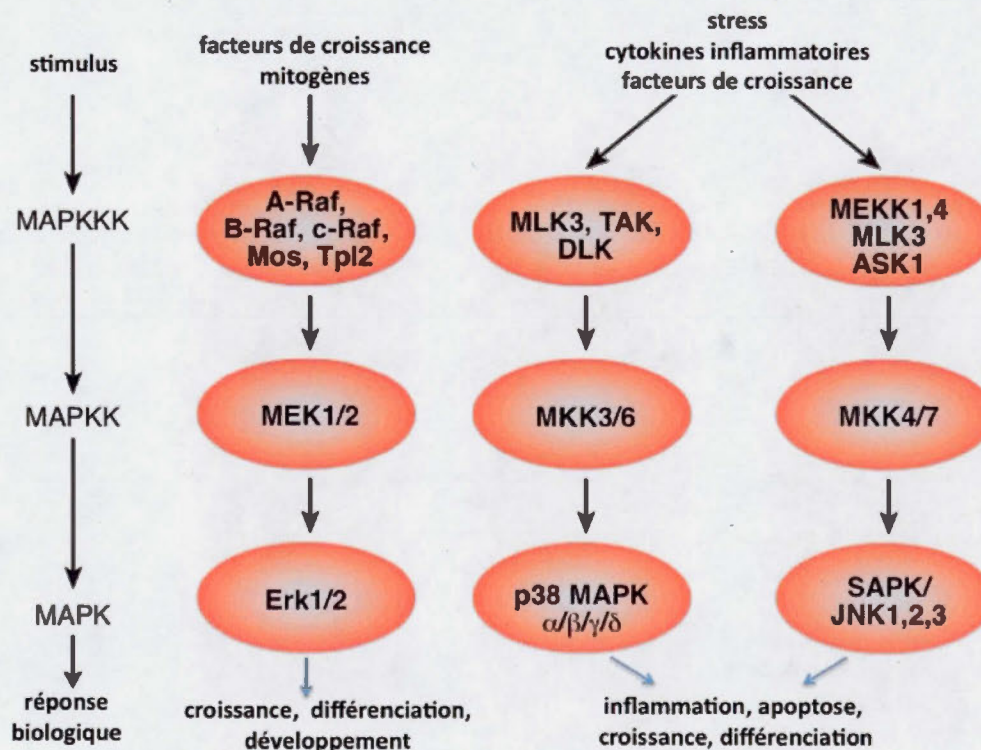 stimulus
MAPKKK
MAPKK
MAPK
réponse
biologique
facteurs de croissance
mitogènes
A-Raf,
B-Raf, c-Raf,
Mos, Tpl2
MEK1/2
Erk1/2
croissance, différenciation,
développement
stress
cytokines inflammatoires
facteurs de croissance
MLK3, TAK,
DLK
MKK3/6
p38 MAPK
α/β/γ/δ
MEKK1,4
MLK3
ASK1
MKK4/7
SAPK/
JNK1,2,3
inflammation, apoptose,
croissance, différenciation